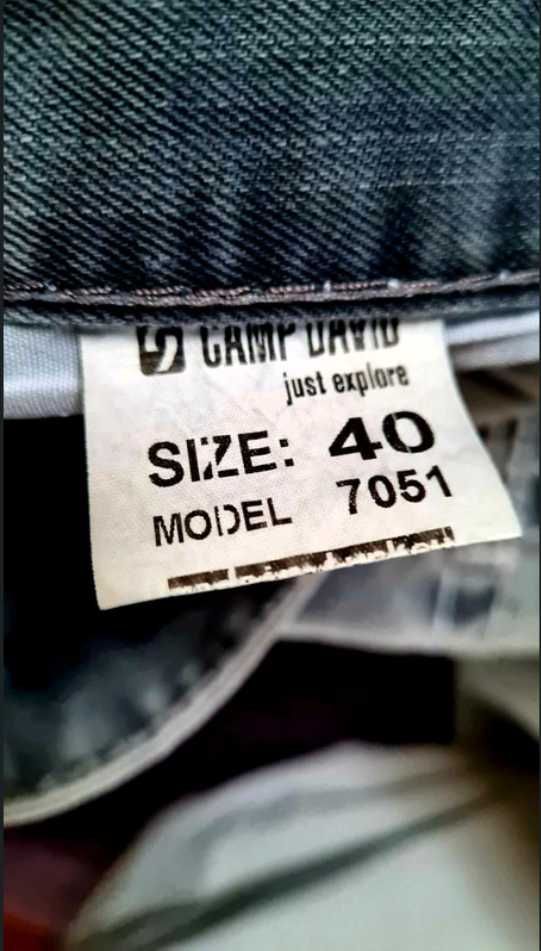 CAMP DAVID
just explore
SIZE: 40
MODEL 7051